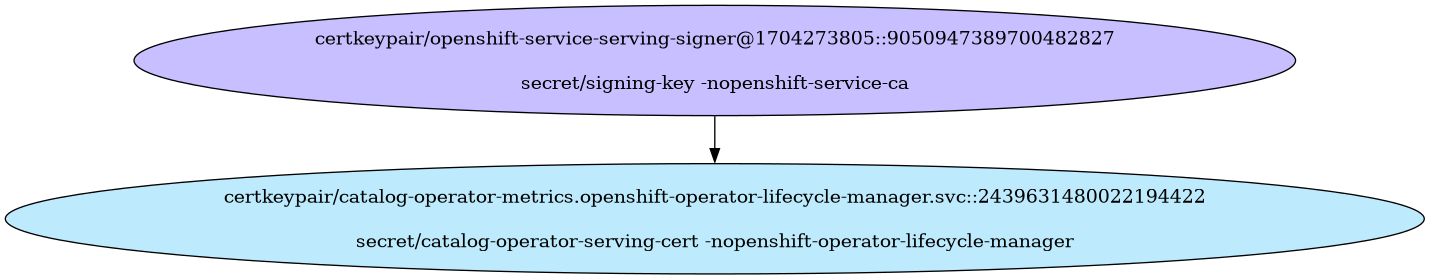 certkeypair/openshift-service-serving-signer@1704273805::9050947389700482827
secret/signing-key -nopenshift-service-ca
certkeypair/catalog-operator-metrics.openshift-operator-lifecycle-manager.svc::2439631480022194422
secret/catalog-operator-serving-cert -nopenshift-operator-lifecycle-manager